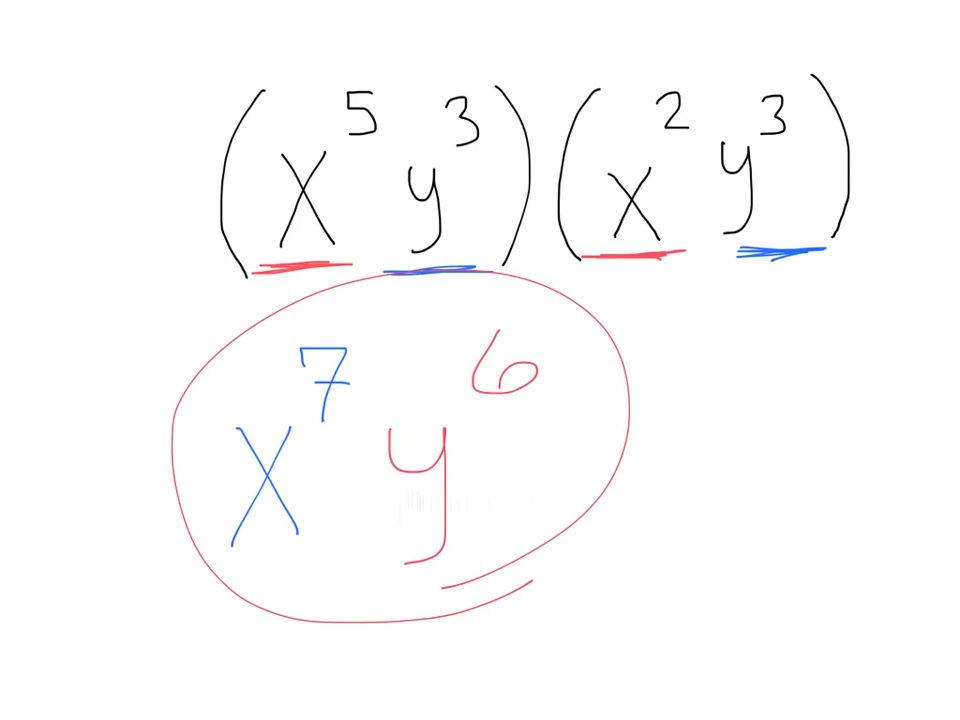 (x⁵ y³) (x² y³)
x⁷ y⁶